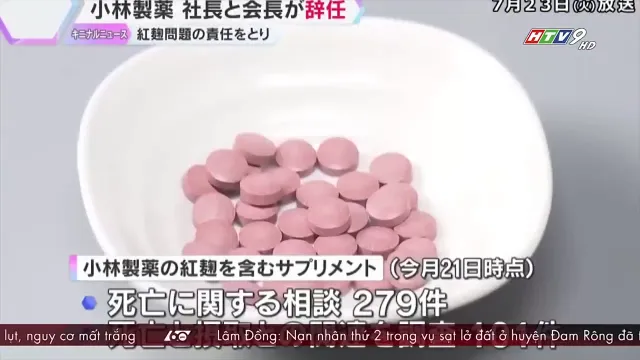 小林製薬 社長と会長が辞任
7月23日(火)放送
キミナルニュース
紅麹問題の責任をとり
HTV9 HD
小林製薬の紅麹を含むサプリメント (今月21日時点)
死亡に関する相談 279件
lụt, nguy cơ mất trắng
60
Lâm Đồng: Nạn nhân thứ 2 trong vụ sạt lở đất ở huyện Đam Rông đã